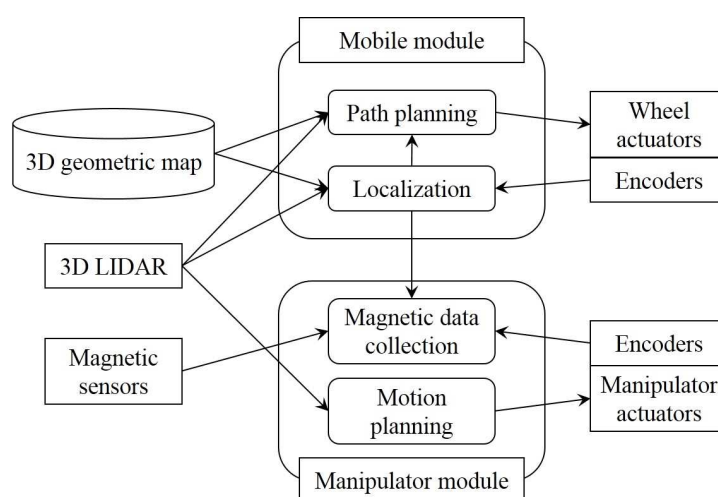 Mobile module
Path planning
Wheel
actuators
3D geometric map
Localization
Encoders
3D LIDAR
Magnetic data
collection
Encoders
Magnetic
sensors
Motion
planning
Manipulator
actuators
Manipulator module